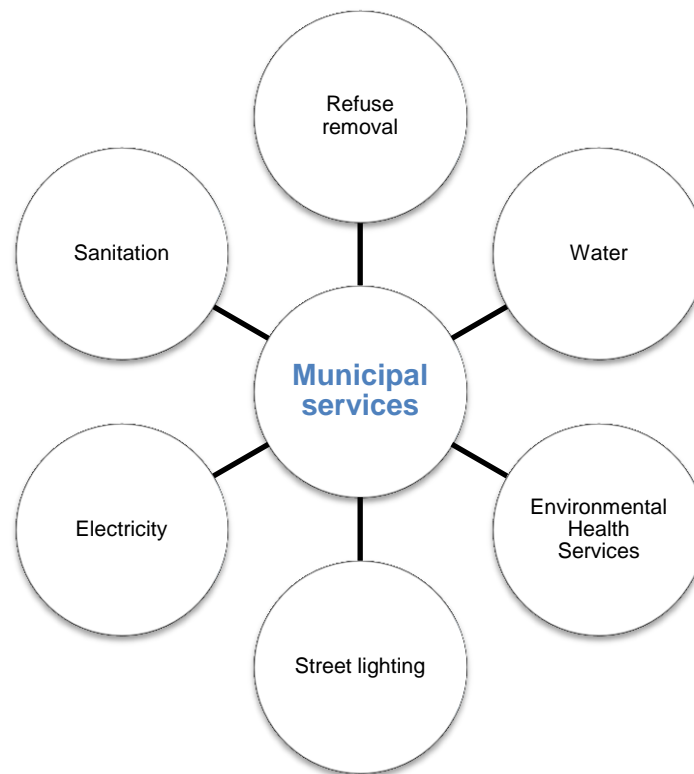 Refuse
removal
Sanitation
Water
Municipal
services
Electricity
Environmental
Health
Services
Street lighting